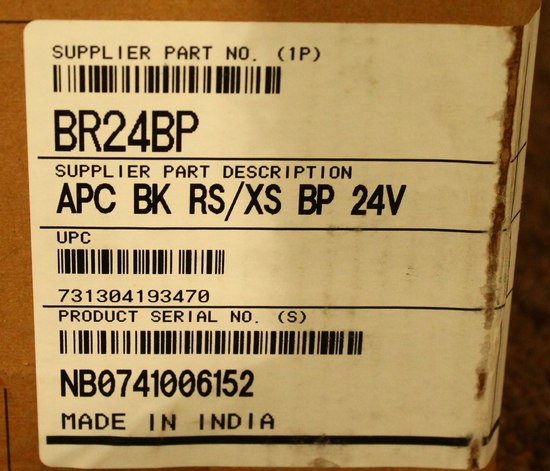 SUPPLIER PART NO. (1P)
BR24BP
SUPPLIER PART DESCRIPTION
APC BK RS/XS BP 24V
UPC
731304193470
PRODUCT SERIAL NO. (S)
NB0741006152
MADE IN INDIA